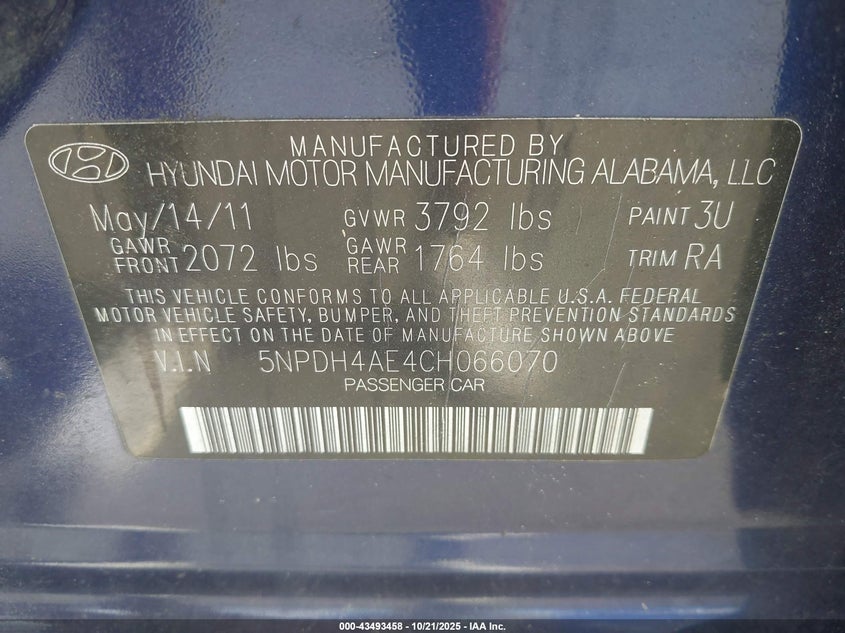 MANUFACTURED BY
HYUNDAI MOTOR MANUFACTURING ALABAMA, LLC
May/14/11 GVWR 3792 lbs PAINT 3U
GAWR FRONT 2072 lbs GAWR REAR 1764 lbs TRIM RA
THIS VEHICLE CONFORMS TO ALL APPLICABLE U.S.A. FEDERAL
MOTOR VEHICLE SAFETY, BUMPER, AND THEFT PREVENTION STANDARDS
IN EFFECT ON THE DATE OF MANUFACTURE SHOWN ABOVE
V.I.N 5NPDH4AE4CH066070
PASSENGER CAR
000-43493458 - 10/21/2025 - IAA Inc.